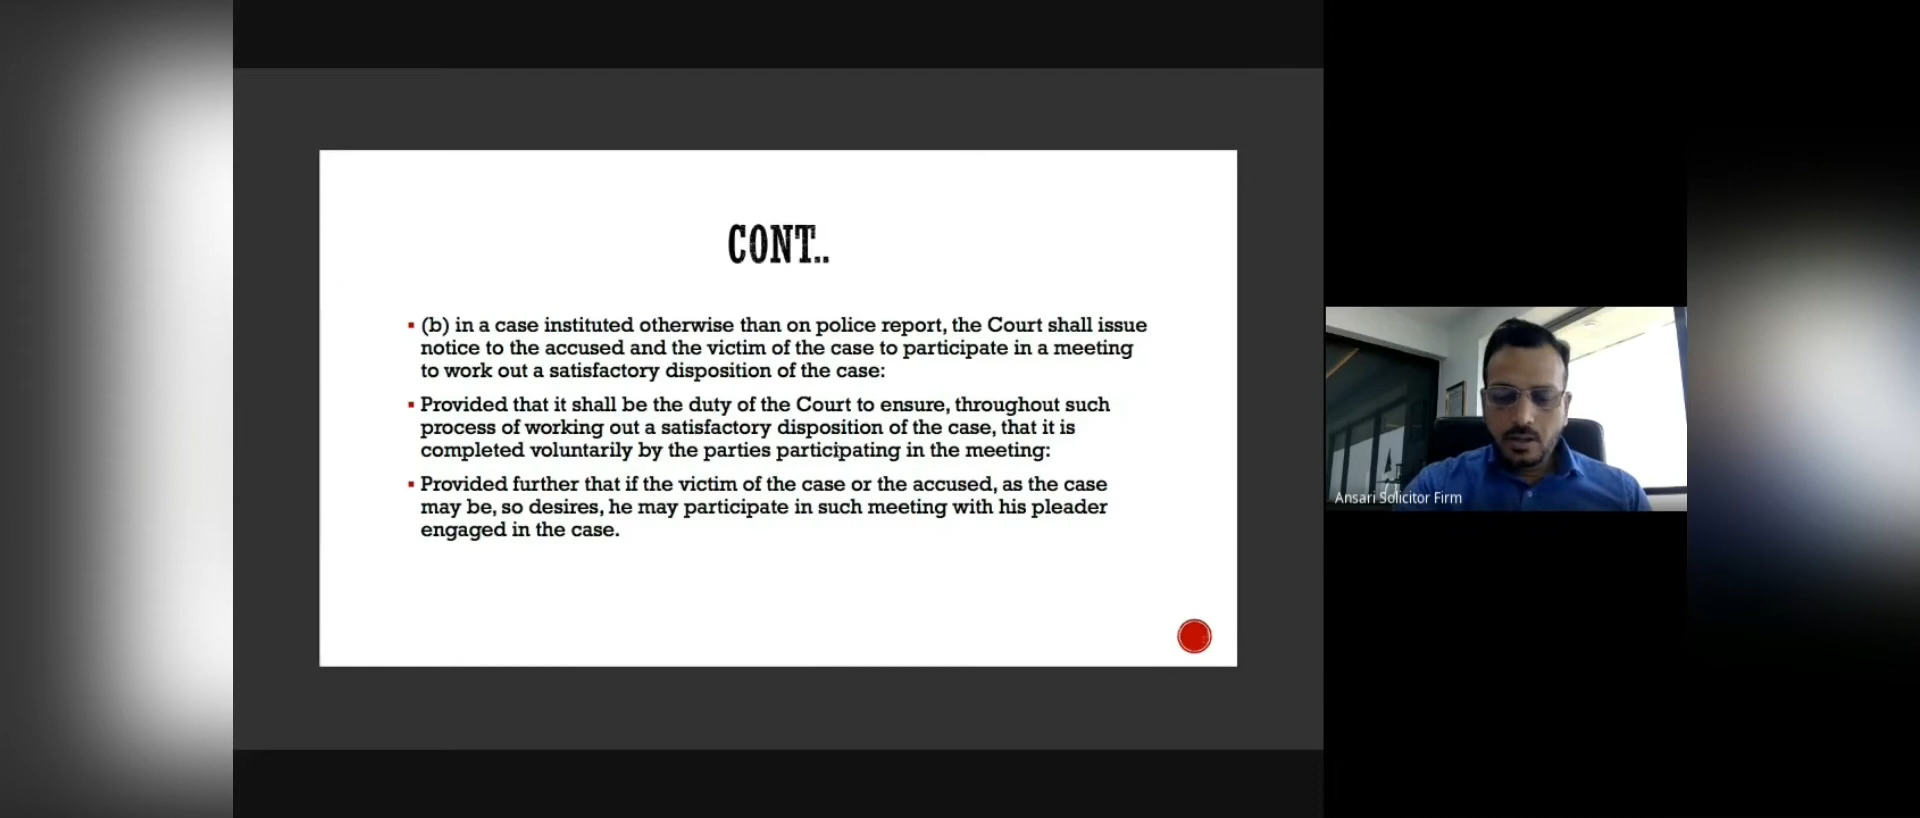 CONT..
▪ (b) in a case instituted otherwise than on police report, the Court shall issue
notice to the accused and the victim of the case to participate in a meeting
to work out a satisfactory disposition of the case:
▪ Provided that it shall be the duty of the Court to ensure, throughout such
process of working out a satisfactory disposition of the case, that it is
completed voluntarily by the parties participating in the meeting:
▪ Provided further that if the victim of the case or the accused, as the case
may be, so desires, he may participate in such meeting with his pleader
engaged in the case.
Ansari Solicitor Firm